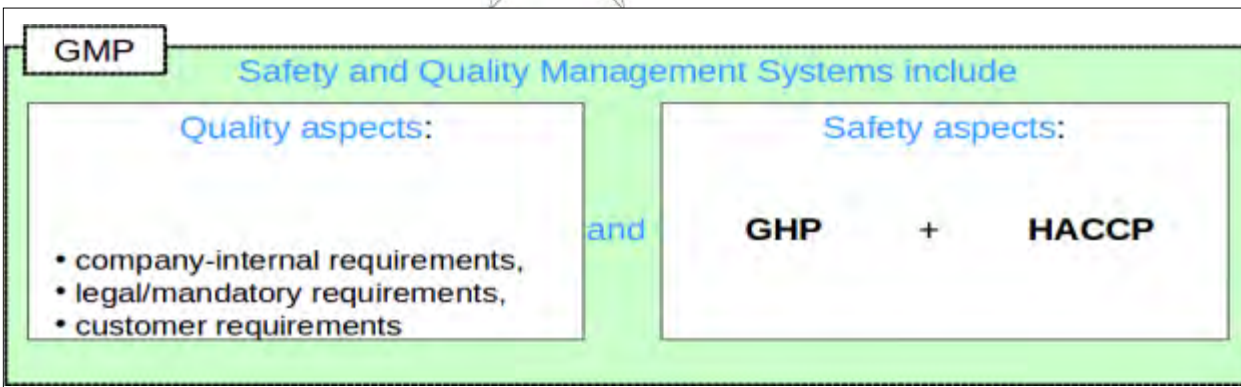 GMP
Safety and Quality Management Systems include
Quality aspects:
• company-internal requirements,
• legal/mandatory requirements,
• customer requirements
and
Safety aspects:
GHP + HACCP